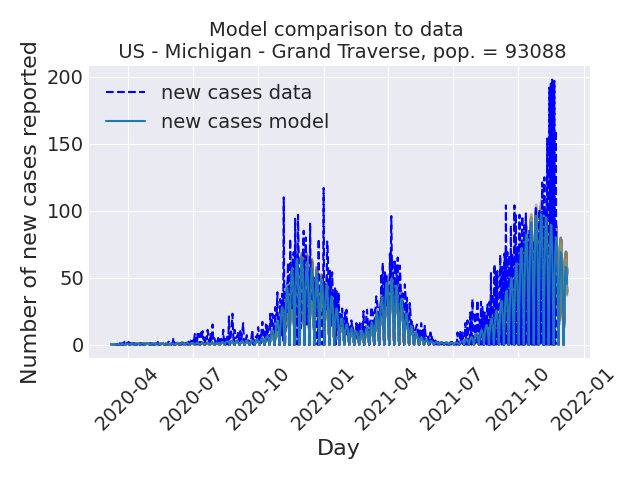 Model comparison to data
US - Michigan - Grand Traverse, pop. = 93088
Number of new cases reported
200
150
100
50
0
new cases data
new cases model
2020-04
2020-07
2020-10
2021-01
2021-04
2021-07
2021-10
2022-01
Day